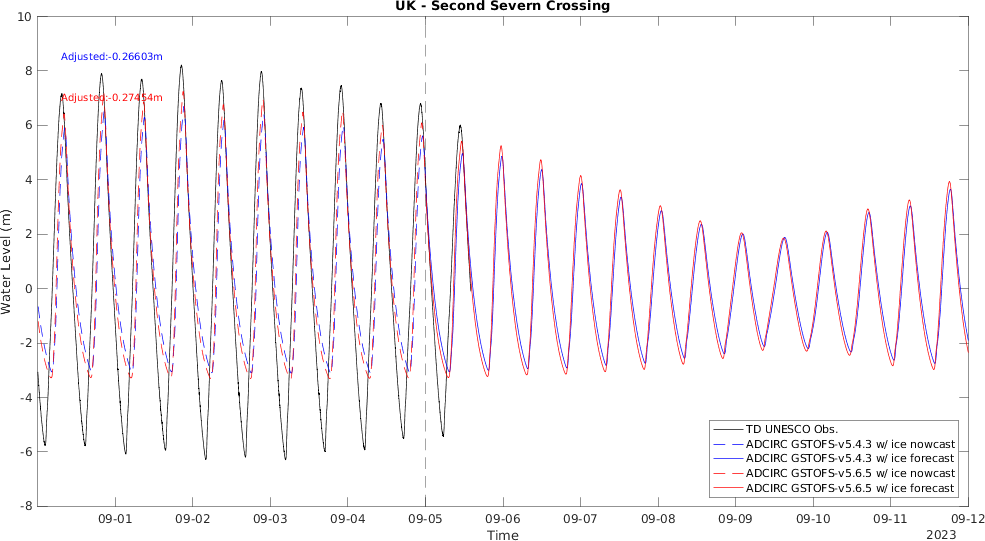 UK - Second Severn Crossing
10
8
6
4
2
0
-2
-4
-6
-8
Water Level (m)
Adjusted:-0.26603m
Adjusted:-0.27454m
TD UNESCO Obs.
ADCIRC GSTOFS-v5.4.3 w/ ice nowcast
ADCIRC GSTOFS-v5.4.3 w/ ice forecast
ADCIRC GSTOFS-v5.6.5 w/ ice nowcast
ADCIRC GSTOFS-v5.6.5 w/ ice forecast
09-01 09-02 09-03 09-04 09-05 09-06 09-07 09-08 09-09 09-10 09-11 09-12
Time
2023